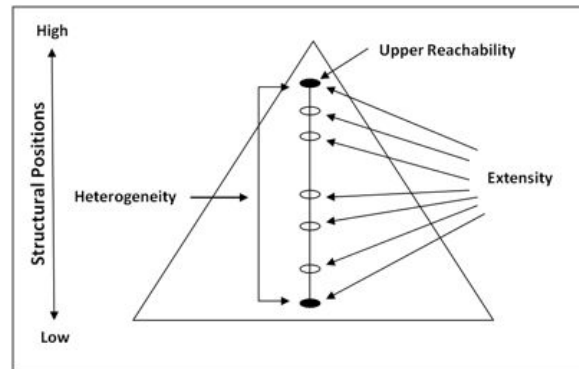 High
Upper Reachability
Structural Positions
Heterogeneity
Extensity
Low